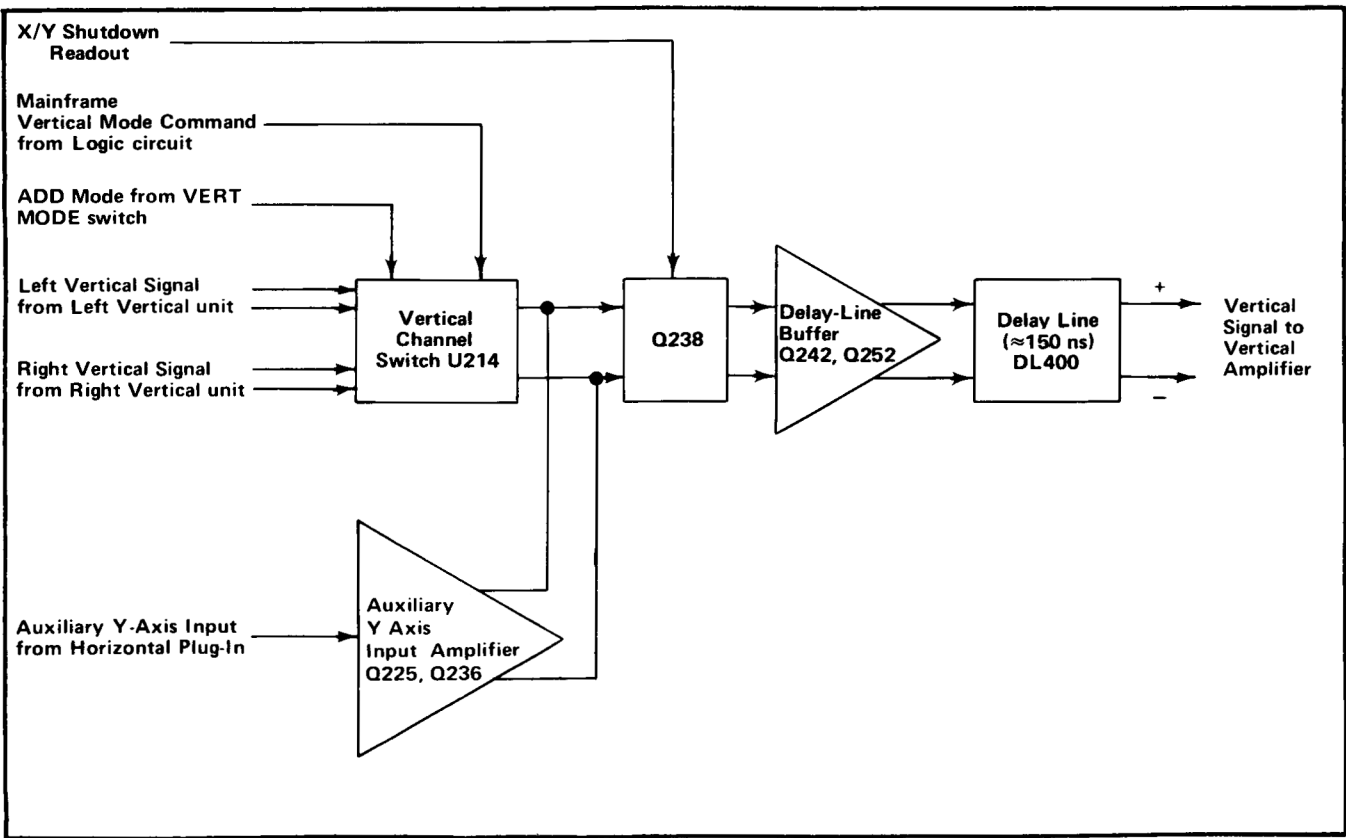 X/Y Shutdown
Readout
Mainframe
Vertical Mode Command
from Logic circuit
ADD Mode from VERT
MODE switch
Left Vertical Signal
from Left Vertical unit
Right Vertical Signal
from Right Vertical unit
Vertical
Channel
Switch U214
Q238
Delay-Line
Buffer
Q242, Q252
Delay Line
(≈150 ns)
DL400
+
−
Vertical
Signal to
Vertical
Amplifier
Auxiliary Y-Axis Input
from Horizontal Plug-In
Auxiliary
Y Axis
Input Amplifier
Q225, Q236